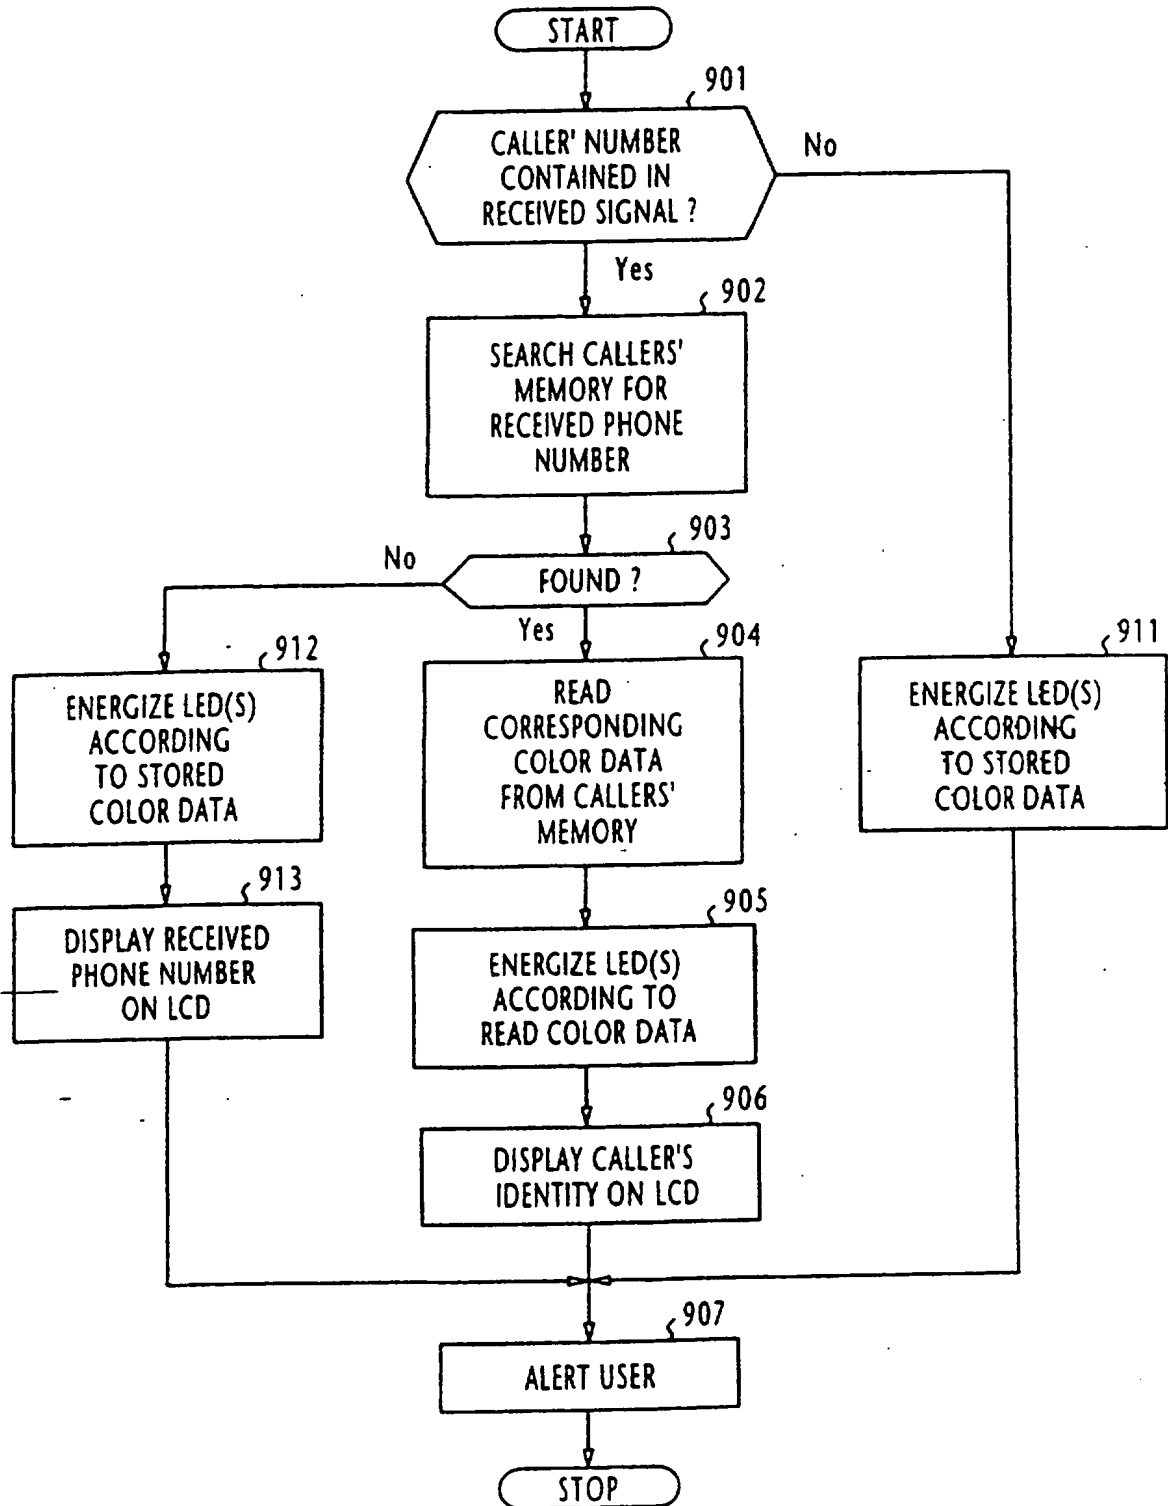 START
901
CALLER' NUMBER
CONTAINED IN
RECEIVED SIGNAL ?
No
Yes
902
SEARCH CALLERS'
MEMORY FOR
RECEIVED PHONE
NUMBER
903
FOUND ?
No
Yes
912
ENERGIZE LED(S)
ACCORDING
TO STORED
COLOR DATA
904
READ
CORRESPONDING
COLOR DATA
FROM CALLERS'
MEMORY
911
ENERGIZE LED(S)
ACCORDING
TO STORED
COLOR DATA
913
DISPLAY RECEIVED
PHONE NUMBER
ON LCD
905
ENERGIZE LED(S)
ACCORDING TO
READ COLOR DATA
906
DISPLAY CALLER'S
IDENTITY ON LCD
907
ALERT USER
STOP